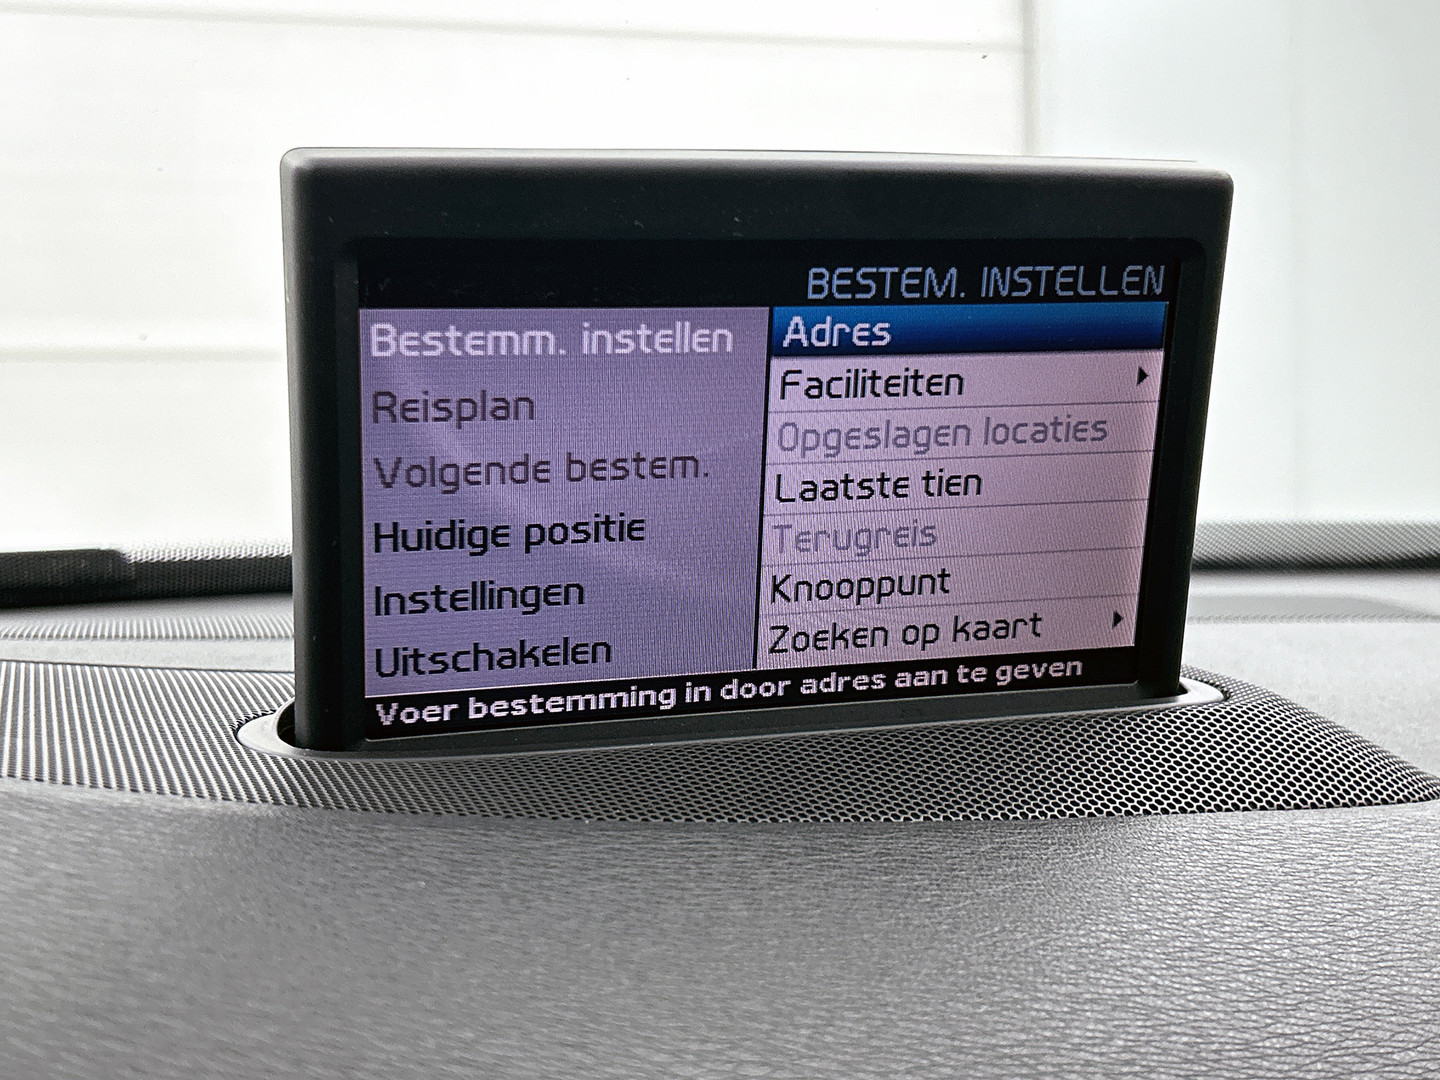 BESTEM. INSTELLEN
Bestemm. instellen
Reisplan
Volgende bestem.
Huidige positie
Instellingen
Uitschakelen
Adres
Faciliteiten
Opgeslagen locaties
Laatste tien
Terugreis
Knooppunt
Zoeken op kaart
Voer bestemming in door adres aan te geven